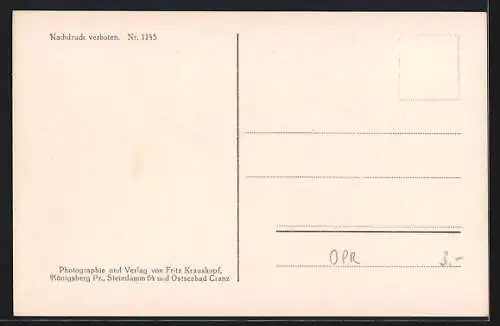 Nachdruck verboten. Nr. 1145
Photographie und Verlag von Fritz Krauskopf,
Königsberg Pr., Steindamm 64 und Ostseebad Cranz
OPR 3.-